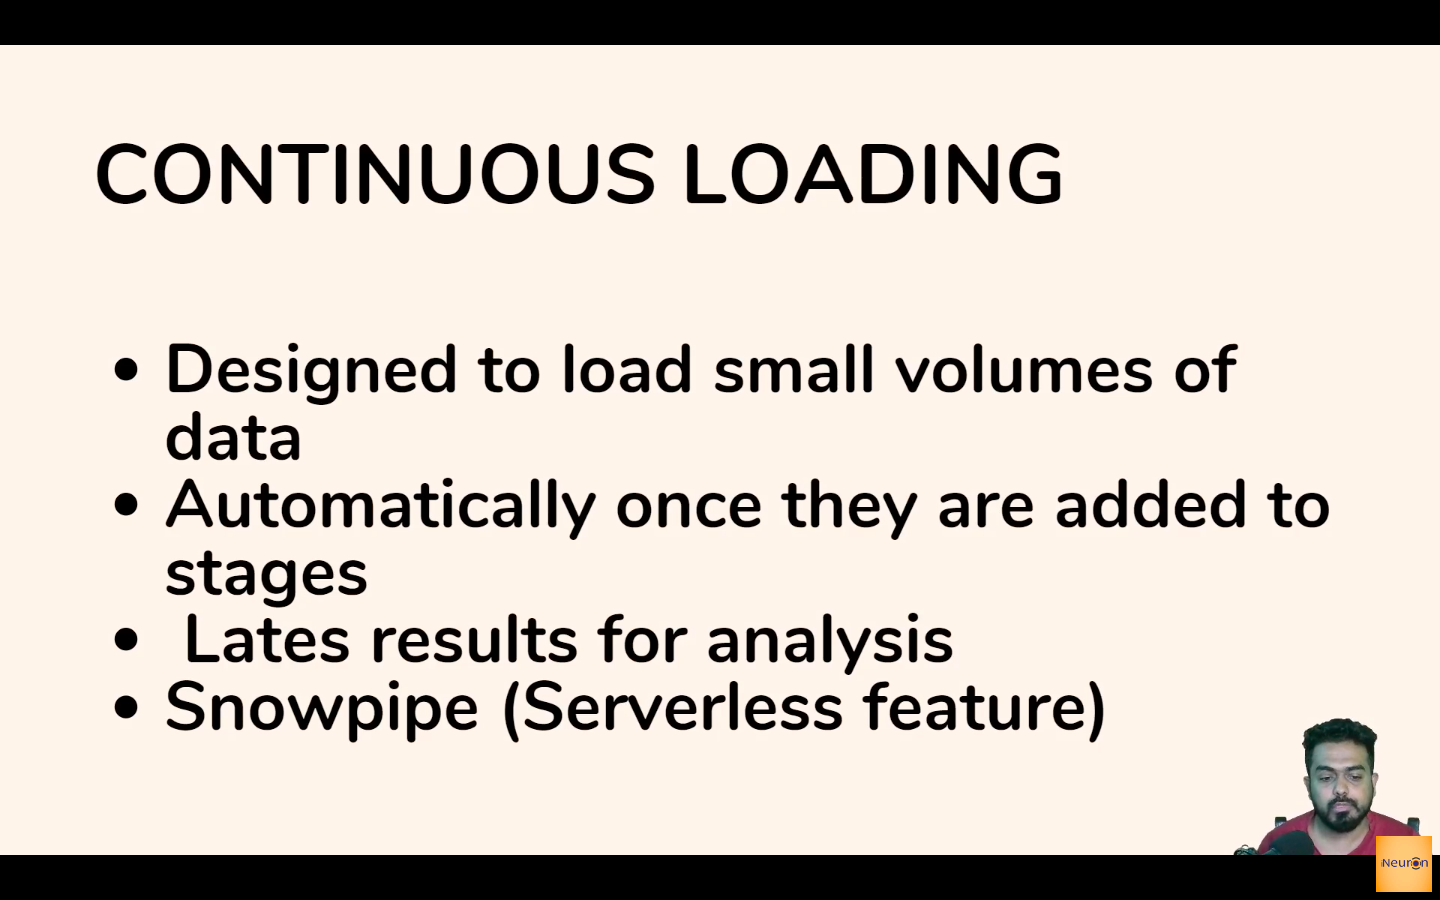 CONTINUOUS LOADING
• Designed to load small volumes of
data
• Automatically once they are added to
stages
• Lates results for analysis
• Snowpipe (Serverless feature)
iNeurOn